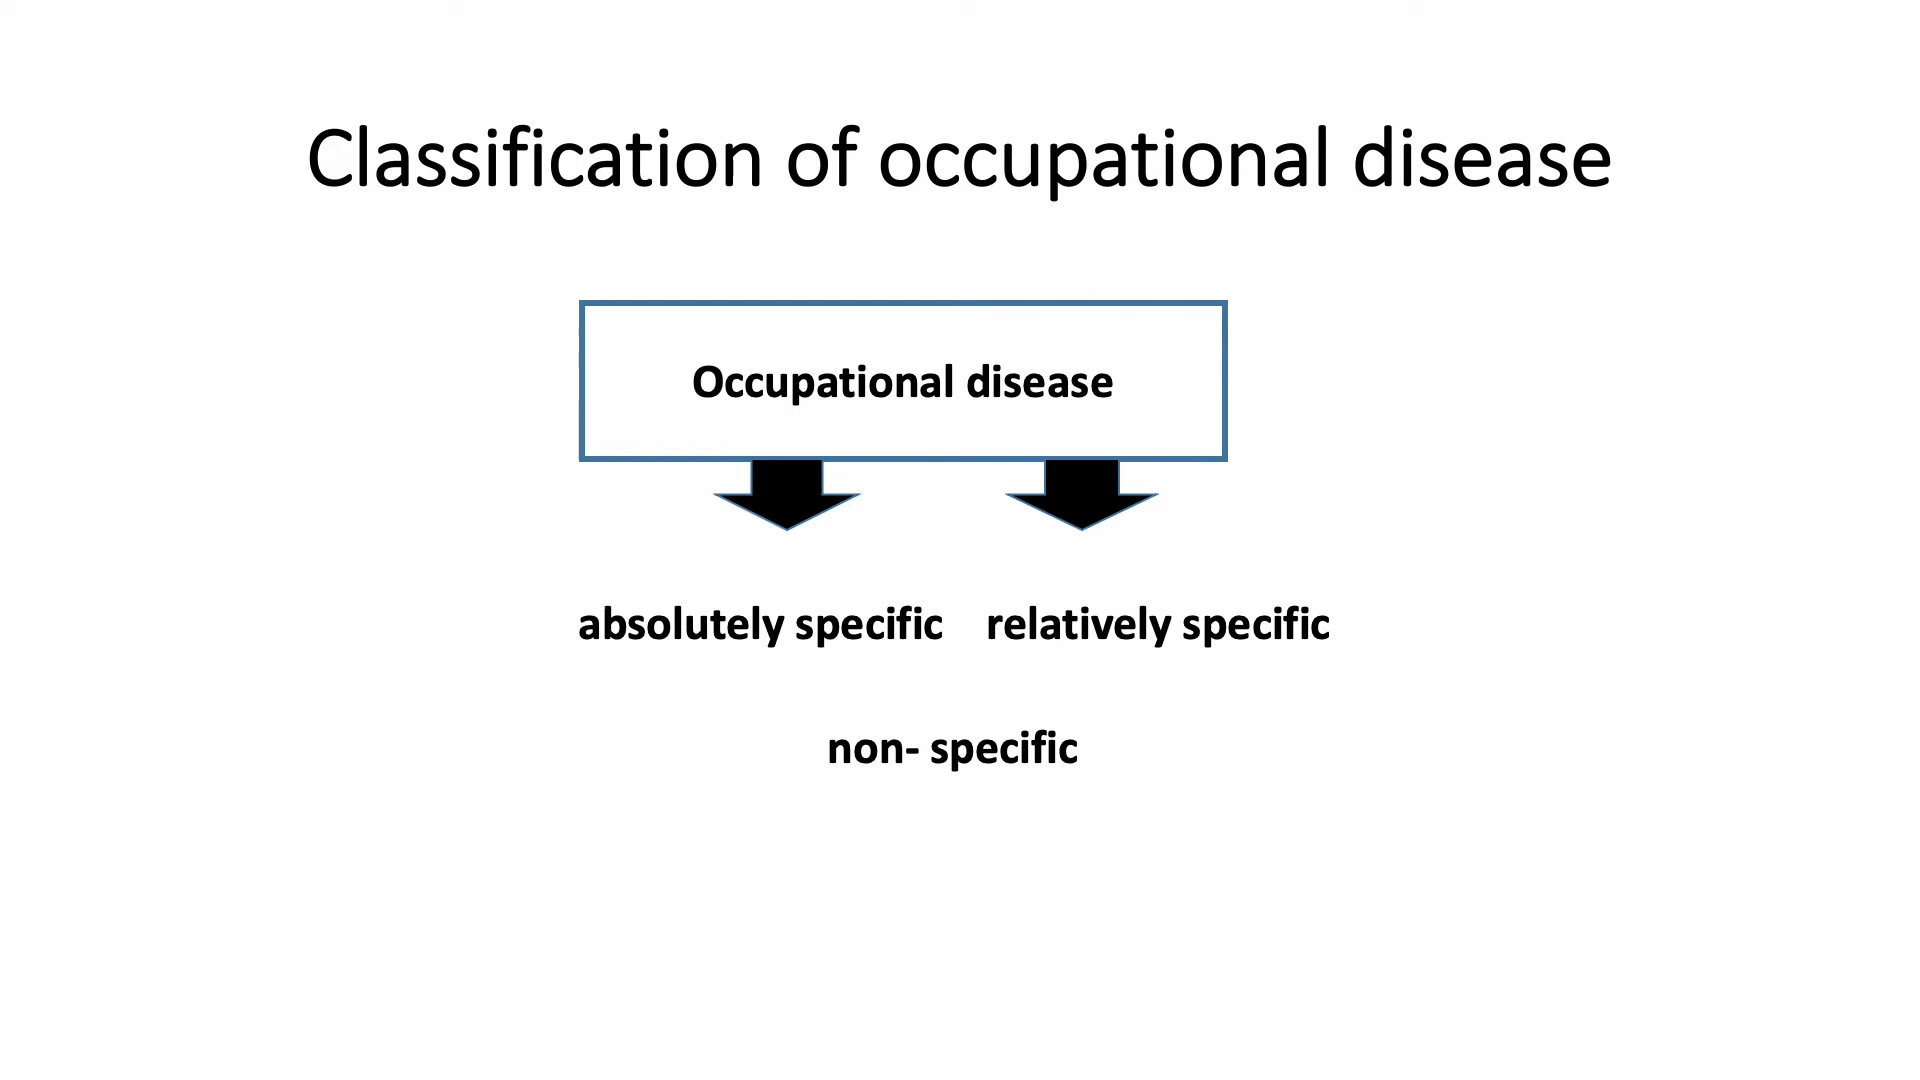 Classification of occupational disease
Occupational disease
absolutely specific relatively specific
non- specific